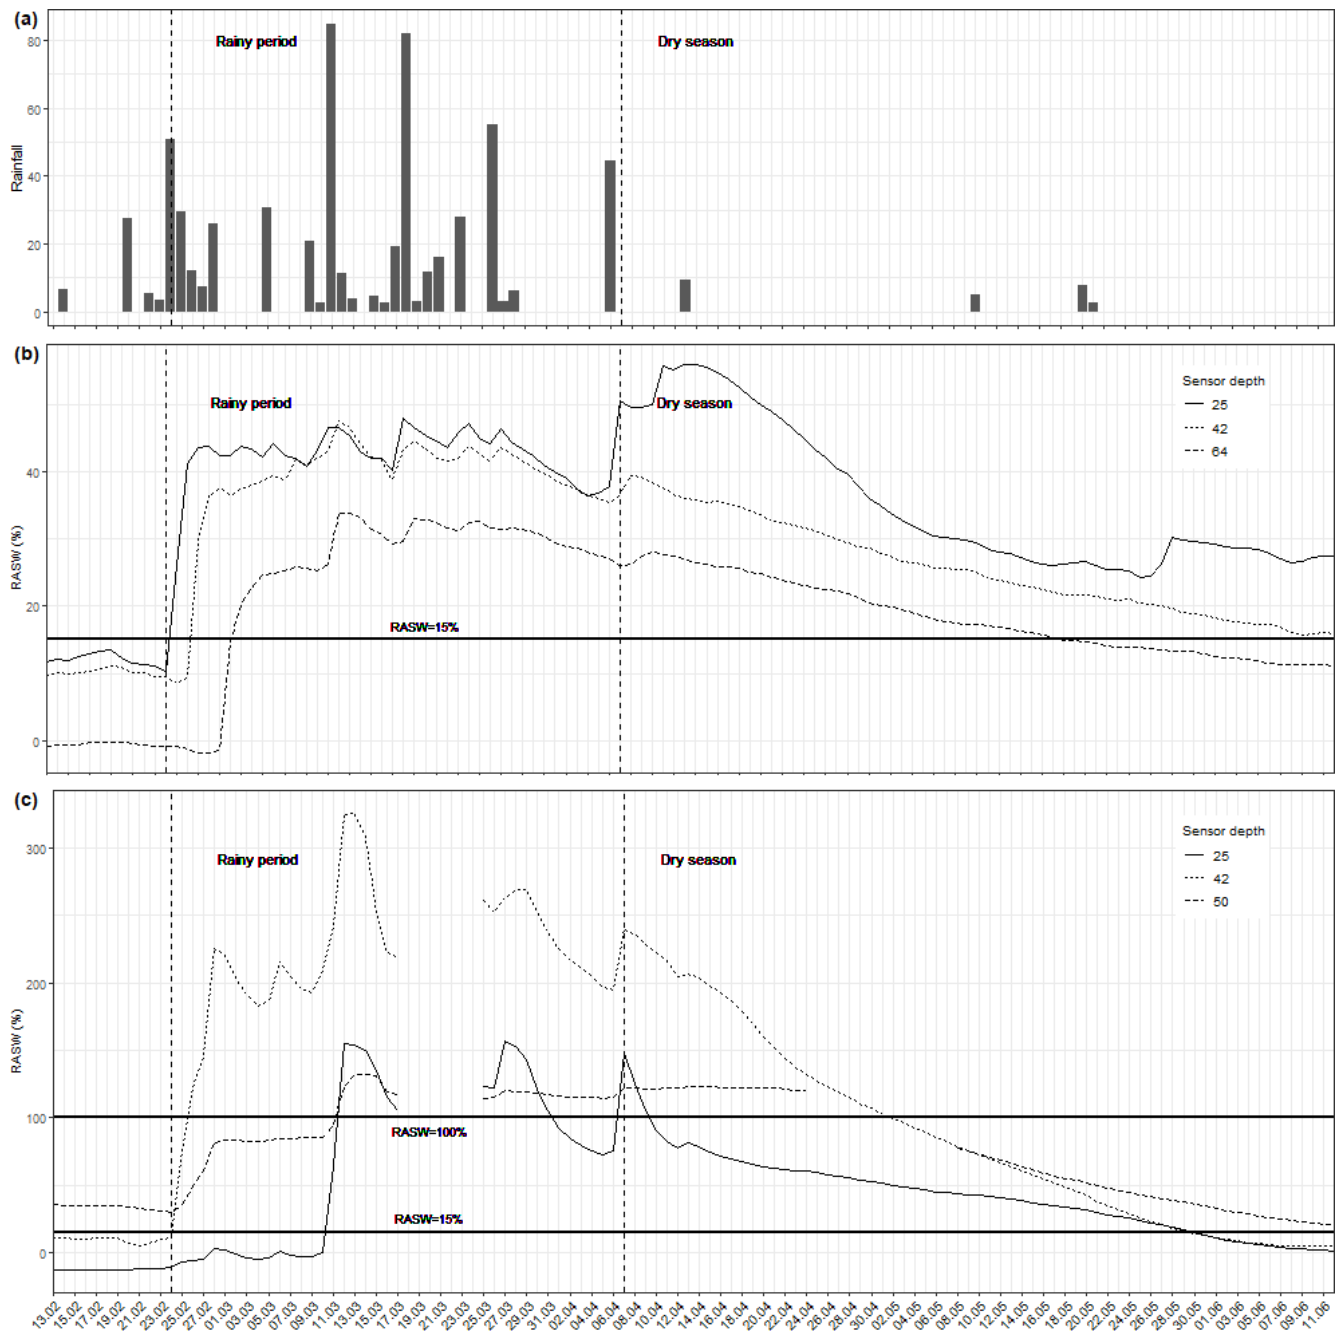 (a)
Rainy period
Dry season
Rainfall
80
60
40
20
0
(b)
Rainy period
Dry season
Sensor depth
25
42
64
RASW (%)
40
20
0
RASW=15%
(c)
Rainy period
Dry season
Sensor depth
25
42
50
RASW (%)
300
200
100
0
RASW=100%
RASW=15%
13.02 15.02 17.02 19.02 21.02 23.02 25.02 27.02 01.03 03.03 05.03 07.03 09.03 11.03 13.03 15.03 17.03 19.03 21.03 23.03 25.03 27.03 29.03 31.03 02.04 04.04 06.04 08.04 10.04 12.04 14.04 16.04 18.04 20.04 22.04 24.04 26.04 28.04 30.04 02.05 04.05 06.05 08.05 10.05 12.05 14.05 16.05 18.05 20.05 22.05 24.05 26.05 28.05 30.05 01.06 03.06 05.06 07.06 09.06 11.06